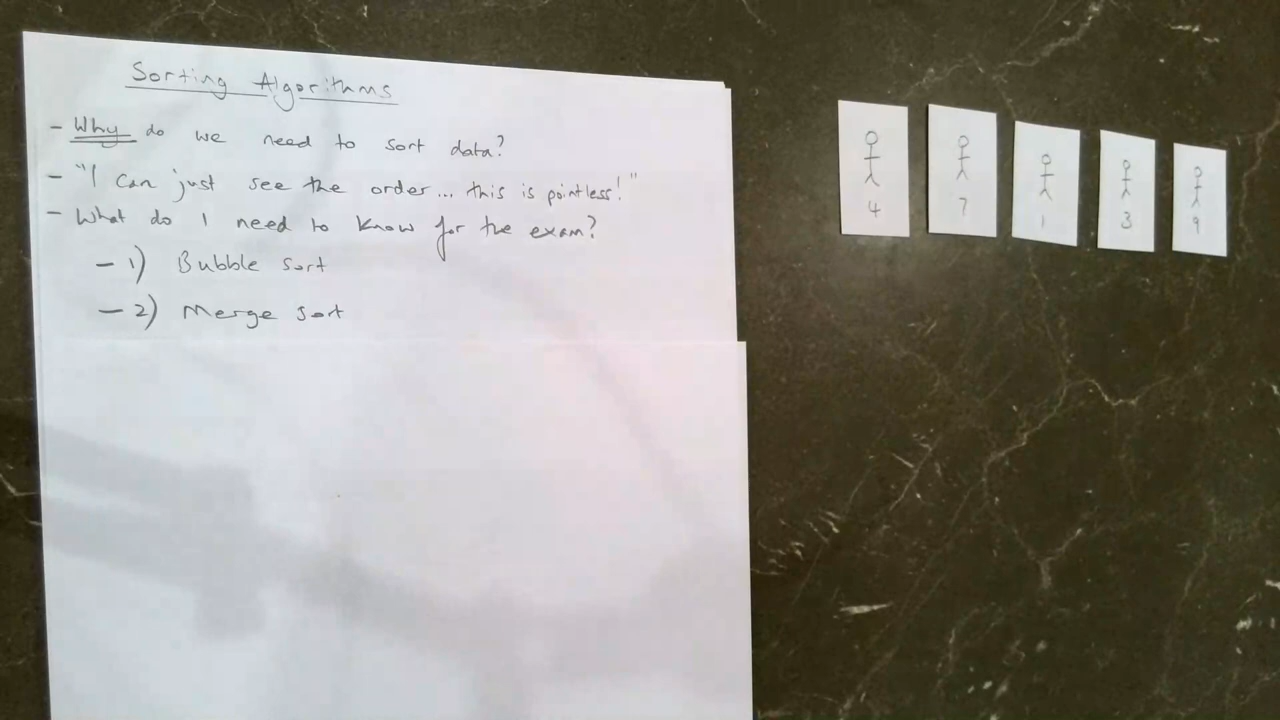 Sorting Algorithms
- Why do we need to sort data?
- "I can just see the order... this is pointless!"
- What do I need to know for the exam?
- 1) Bubble sort
- 2) Merge sort
4 7 1 3 9